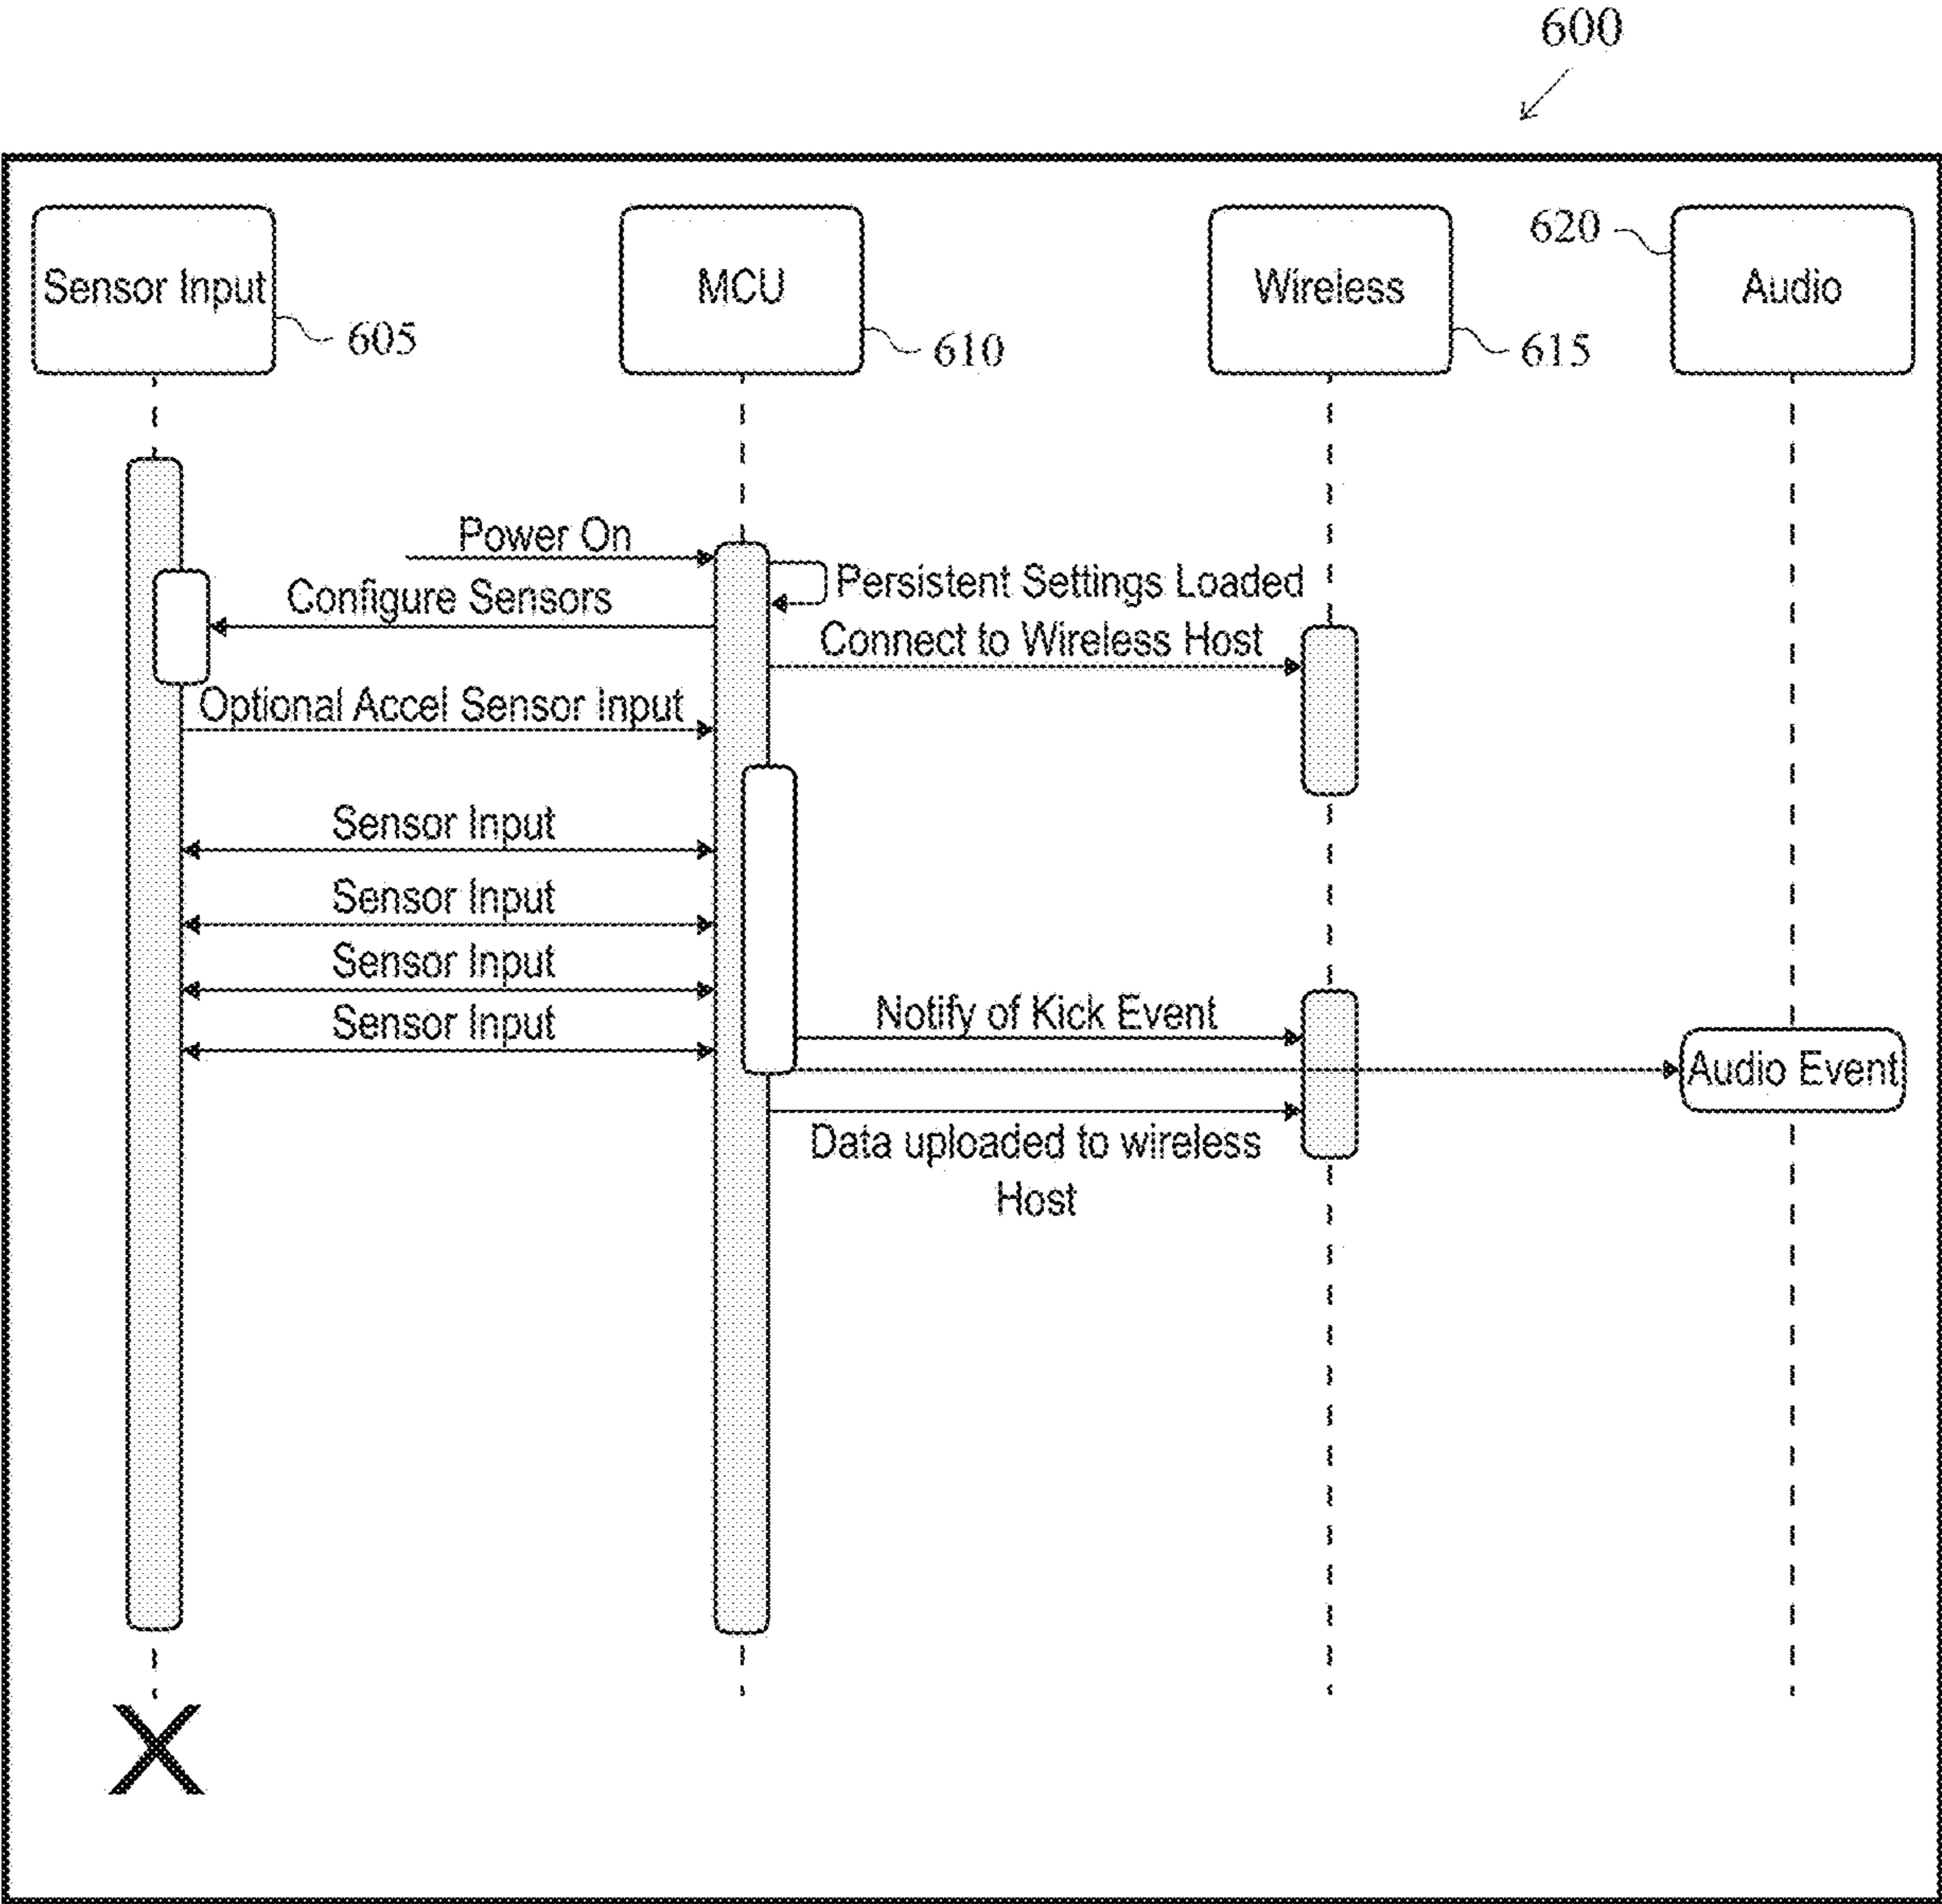 600
Sensor Input
605
MCU
610
Wireless
615
620
Audio
Power On
Persistent Settings Loaded
Configure Sensors
Connect to Wireless Host
Optional Accel Sensor Input
Sensor Input
Sensor Input
Sensor Input
Sensor Input
Notify of Kick Event
Audio Event
Data uploaded to wireless
Host
X